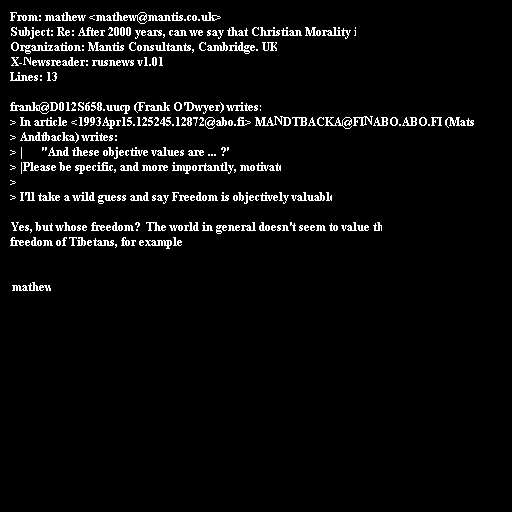 From: mathew <mathew@mantis.co.uk>
Subject: Re: After 2000 years, can we say that Christian Morality i
Organization: Mantis Consultants, Cambridge. UK
X-Newsreader: rusnews v1.01
Lines: 13

frank@D012S658.uucp (Frank O'Dwyer) writes:
> In article <1993Apr15.125245.12872@abo.fi> MANDTBACKA@FINABO.ABO.FI (Mats
> Andtbacka) writes:
> | "And these objective values are ... ?"
> |Please be specific, and more importantly, motivate
>
> I'll take a wild guess and say Freedom is objectively valuable

Yes, but whose freedom? The world in general doesn't seem to value th
freedom of Tibetans, for example

mathew